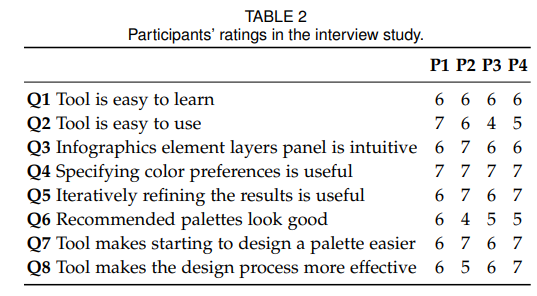 TABLE 2
Participants' ratings in the interview study.
P1 P2 P3 P4
Q1 Tool is easy to learn 6 6 6 6
Q2 Tool is easy to use 7 6 4 5
Q3 Infographics element layers panel is intuitive 6 7 6 6
Q4 Specifying color preferences is useful 7 7 7 7
Q5 Iteratively refining the results is useful 6 7 6 7
Q6 Recommended palettes look good 6 4 5 5
Q7 Tool makes starting to design a palette easier 6 7 6 7
Q8 Tool makes the design process more effective 6 5 6 7